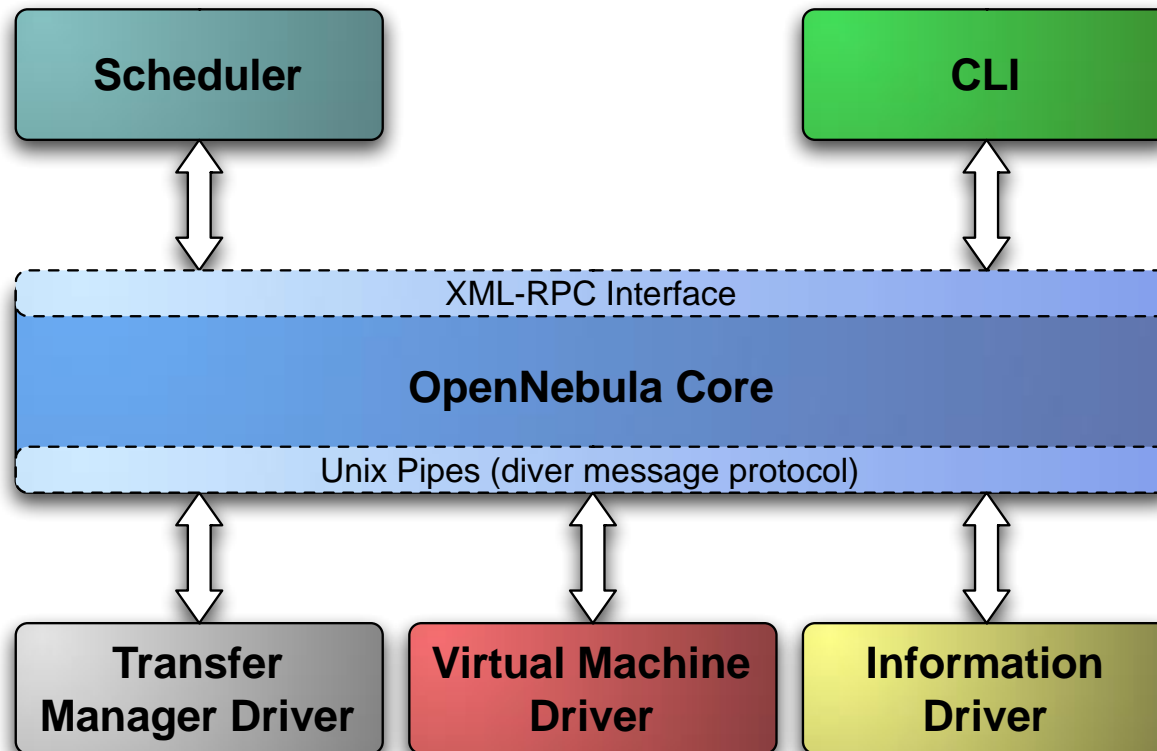 Scheduler
CLI
XML-RPC Interface
OpenNebula Core
Unix Pipes (diver message protocol)
Transfer
Manager Driver
Virtual Machine
Driver
Information
Driver